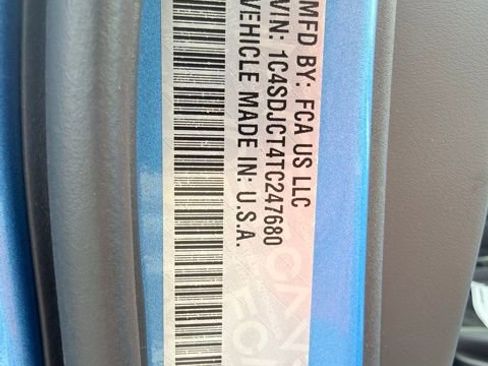 MFD BY: FCA US LLC
VIN: 1C4SDJCT4TC247680
VEHICLE MADE IN: U.S.A.